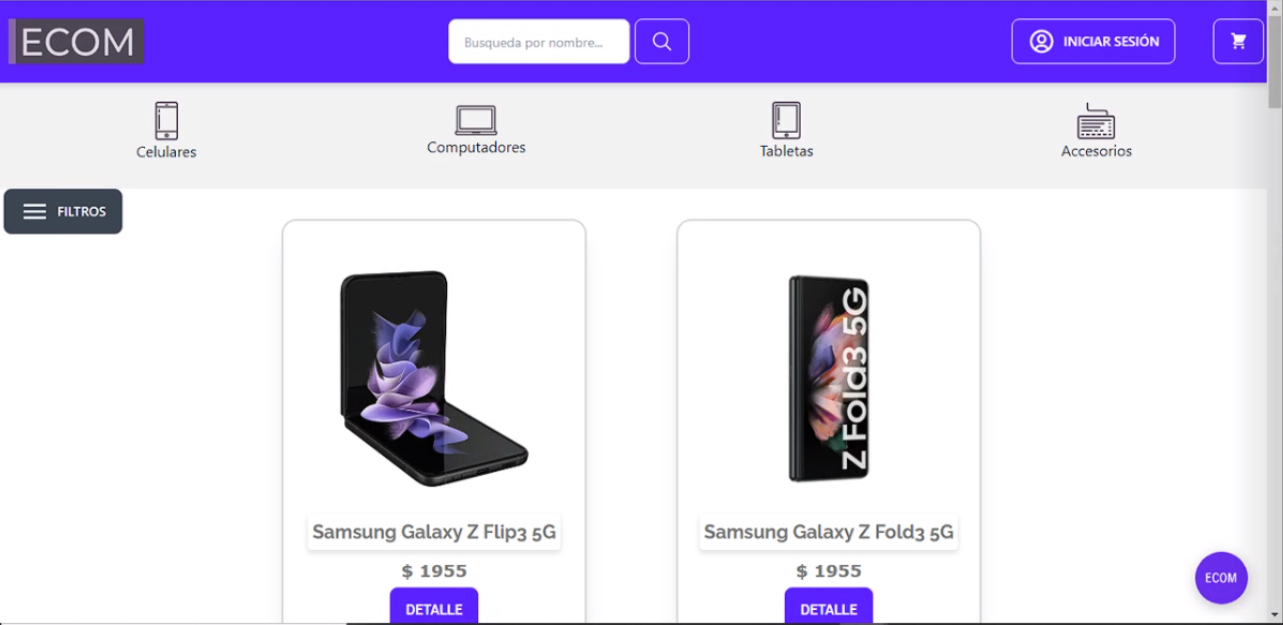 ECOM
Busqueda por nombre...
INICIAR SESIÓN
Celulares
Computadores
Tabletas
Accesorios
FILTROS
Z Fold3 5G
Samsung Galaxy Z Flip3 5G
Samsung Galaxy Z Fold3 5G
$ 1955
$ 1955
DETALLE
DETALLE
ECOM